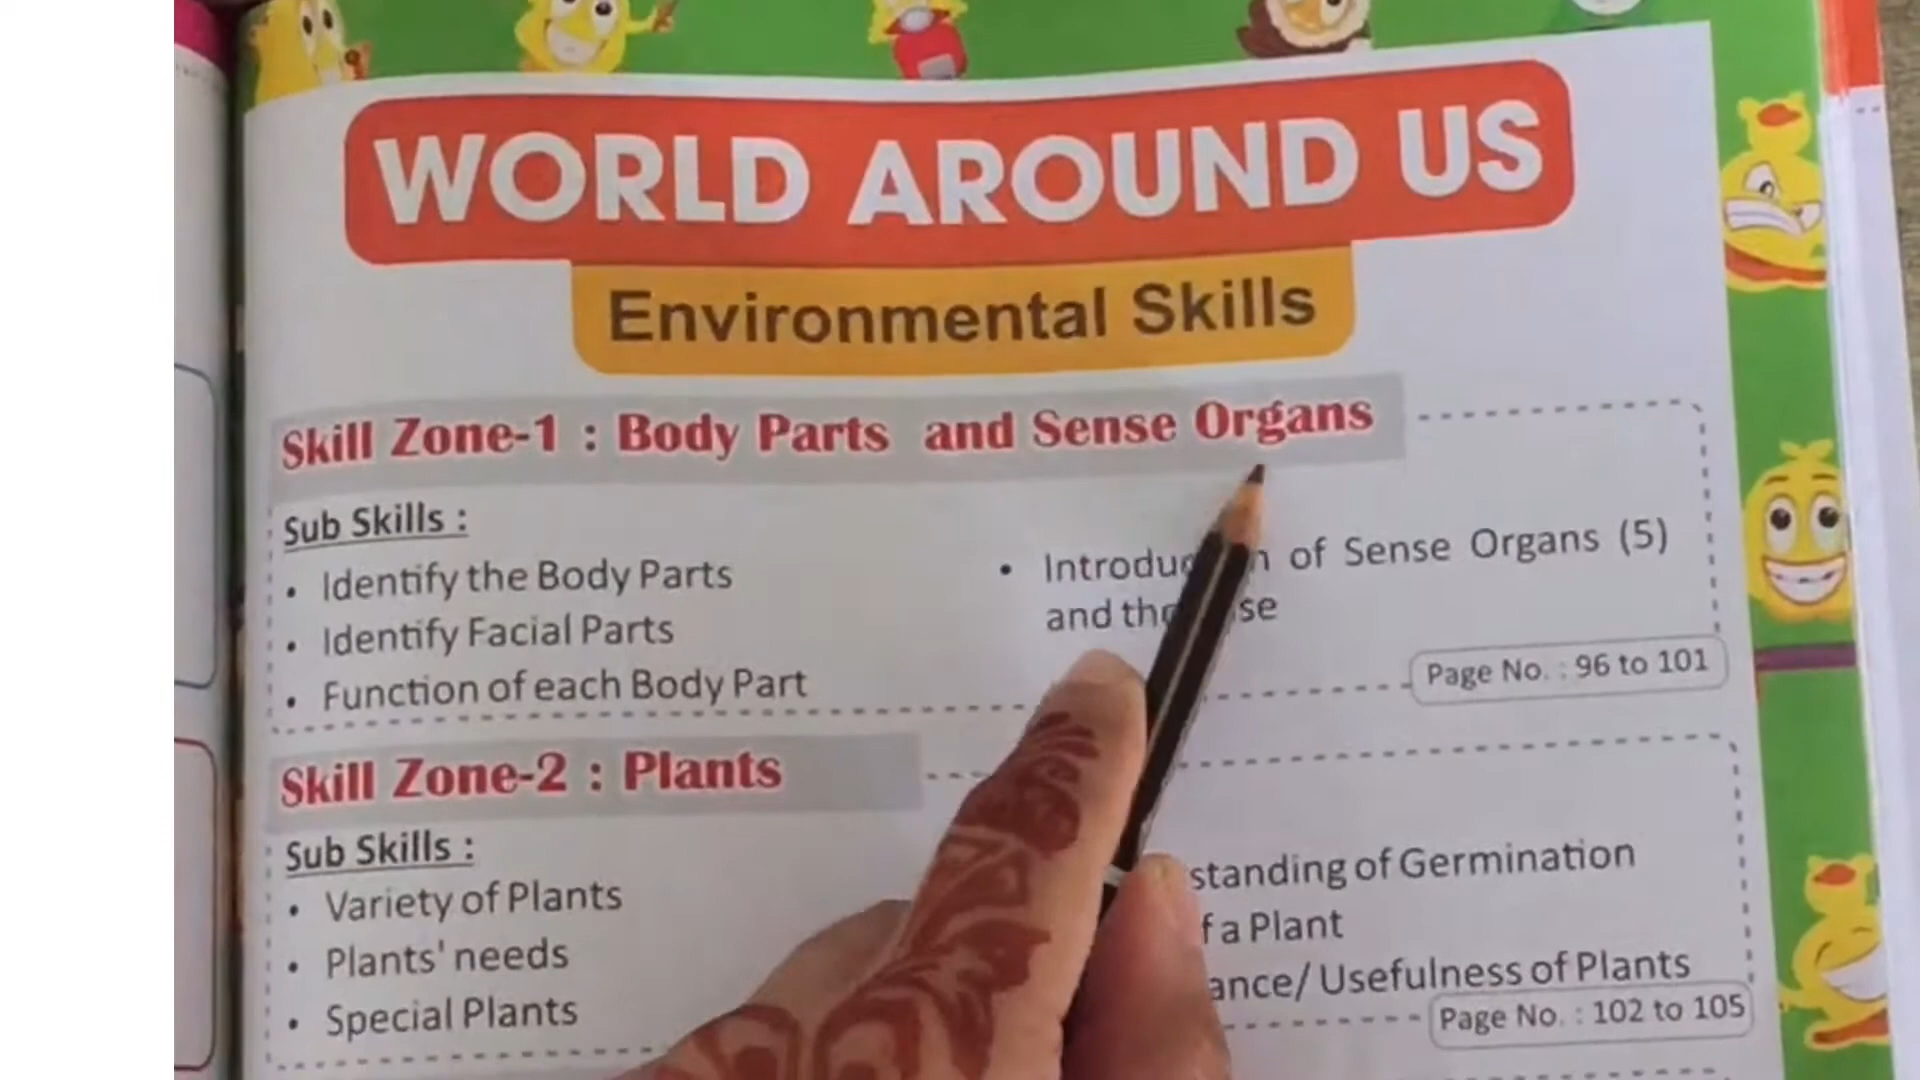 WORLD AROUND US
Environmental Skills
Skill Zone-1 : Body Parts and Sense Organs
Sub Skills :
• Identify the Body Parts
• Identify Facial Parts
• Function of each Body Part
• of Sense Organs (5)
and
Page No. : 96 to 101
Skill Zone-2 : Plants
Sub Skills :
• Variety of Plants
• Plants' needs
• Special Plants
of Germination
a Plant
/ Usefulness of Plants
Page No. : 102 to 105